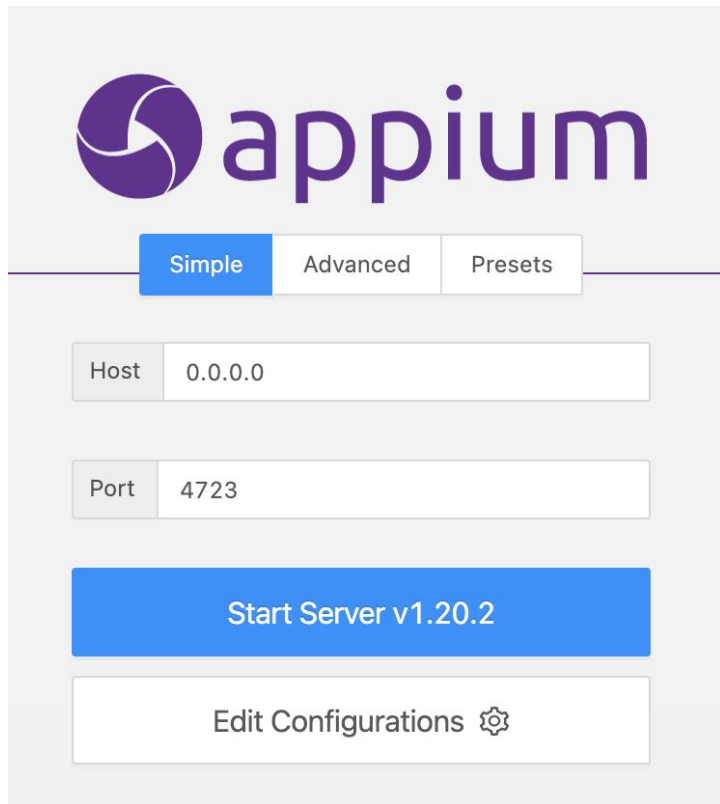 appium
Simple Advanced Presets
Host 0.0.0.0
Port 4723
Start Server v1.20.2
Edit Configurations